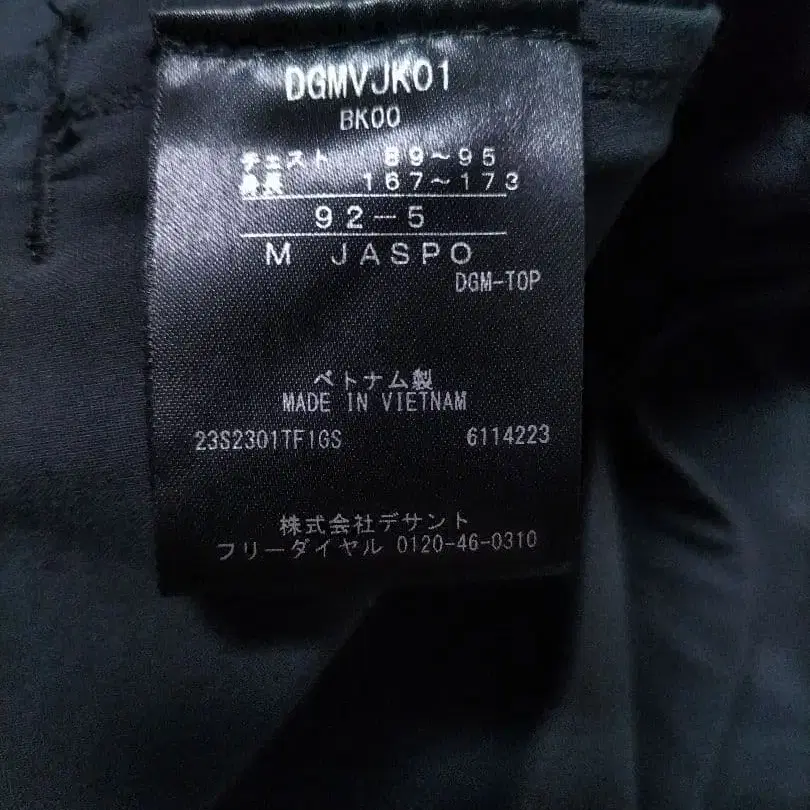 DGMVJK01
BK00
チェスト 89~95
身長 167~173
92-5
M JASPO
DGM-TOP
ベトナム製
MADE IN VIETNAM
23S2301TF1GS 6114223
株式会社デサント
フリーダイヤル 0120-46-0310